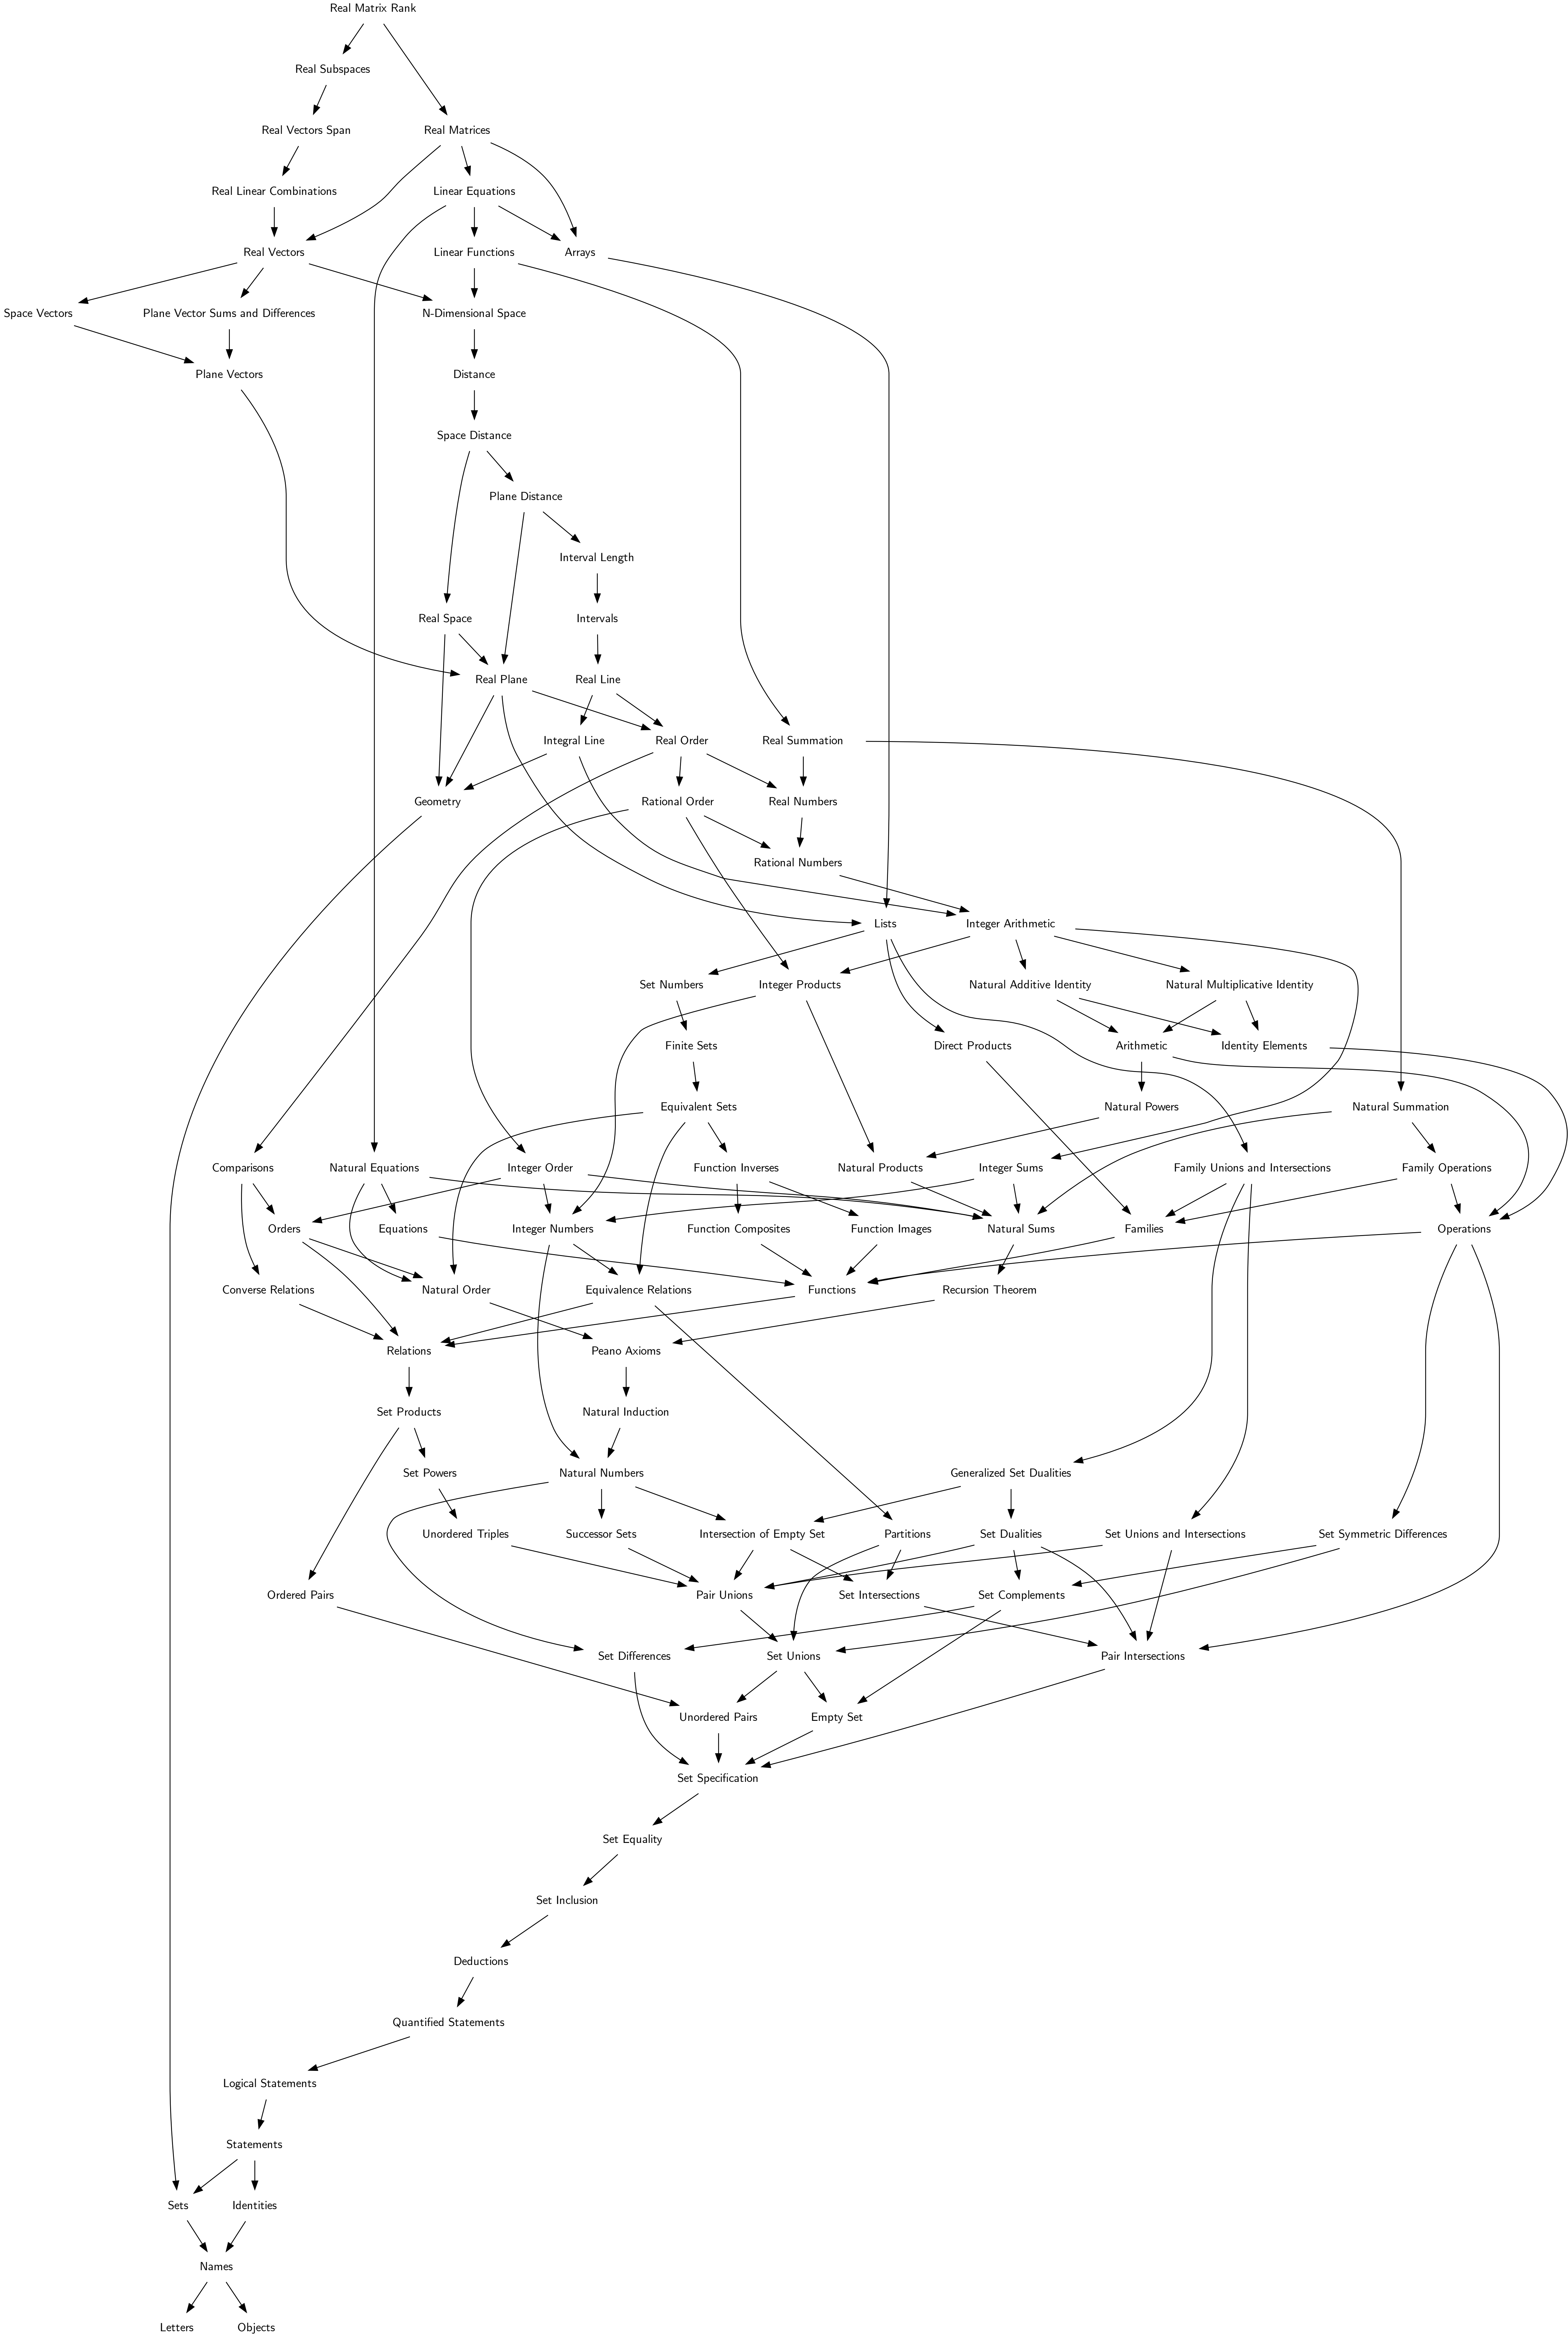 Real Matrix Rank
Real Subspaces
Real Vectors Span
Real Matrices
Real Linear Combinations
Linear Equations
Real Vectors
Linear Functions
Arrays
Space Vectors
Plane Vector Sums and Differences
N-Dimensional Space
Plane Vectors
Distance
Space Distance
Plane Distance
Interval Length
Real Space
Intervals
Real Plane
Real Line
Integral Line
Real Order
Real Summation
Geometry
Rational Order
Real Numbers
Rational Numbers
Lists
Integer Arithmetic
Set Numbers
Integer Products
Natural Additive Identity
Natural Multiplicative Identity
Finite Sets
Direct Products
Arithmetic
Identity Elements
Equivalent Sets
Natural Powers
Natural Summation
Comparisons
Natural Equations
Integer Order
Function Inverses
Natural Products
Integer Sums
Family Unions and Intersections
Family Operations
Orders
Equations
Integer Numbers
Function Composites
Function Images
Natural Sums
Families
Operations
Converse Relations
Natural Order
Equivalence Relations
Functions
Recursion Theorem
Relations
Peano Axioms
Set Products
Natural Induction
Set Powers
Natural Numbers
Generalized Set Dualities
Unordered Triples
Successor Sets
Intersection of Empty Set
Partitions
Set Dualities
Set Unions and Intersections
Set Symmetric Differences
Ordered Pairs
Pair Unions
Set Intersections
Set Complements
Set Differences
Set Unions
Pair Intersections
Unordered Pairs
Empty Set
Set Specification
Set Equality
Set Inclusion
Deductions
Quantified Statements
Logical Statements
Statements
Sets
Identities
Names
Letters
Objects